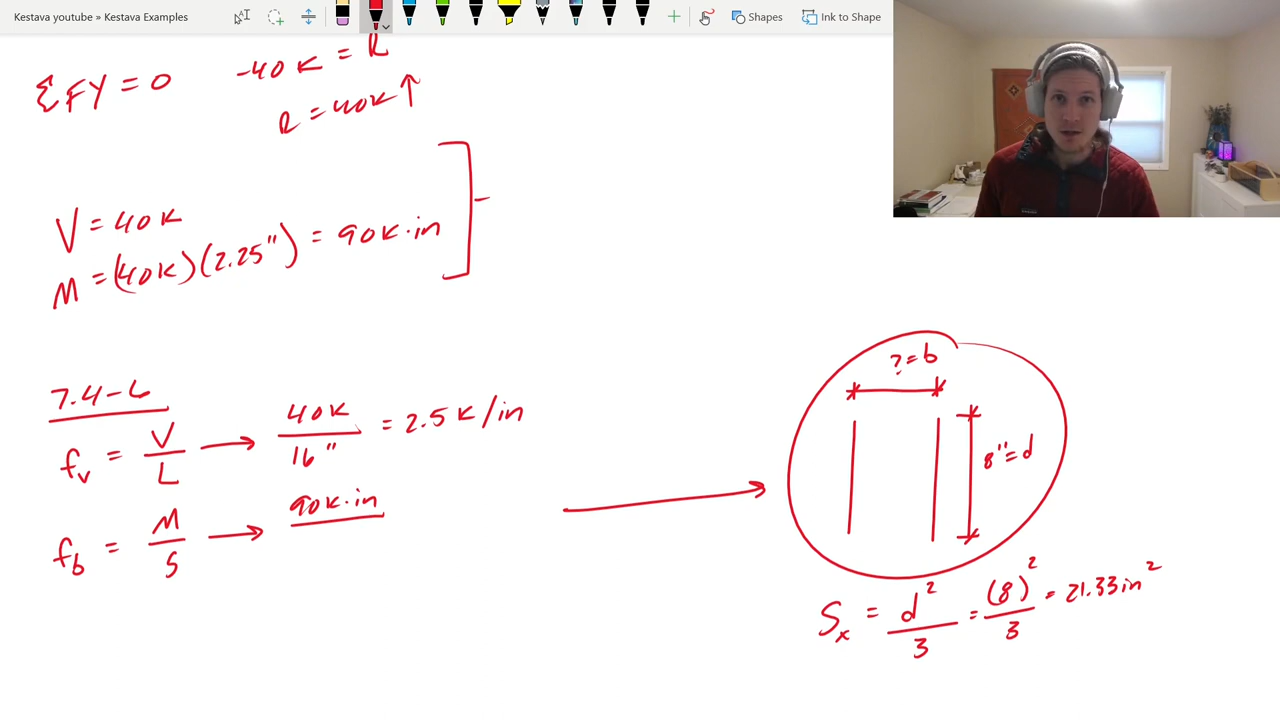 Kestava youtube » Kestava Examples
Shapes
Ink to Shape
ΣFY = 0
-40K = R
R = 40K ↑
V = 40K
M = (40K)(2.25") = 90K·in
7.4-6
fv = V/L → 40K/16" = 2.5 K/in
fb = M/S → 90K·in
→
? = b
8" = d
Sx = d²/3 = (8)²/3 = 21.33in²